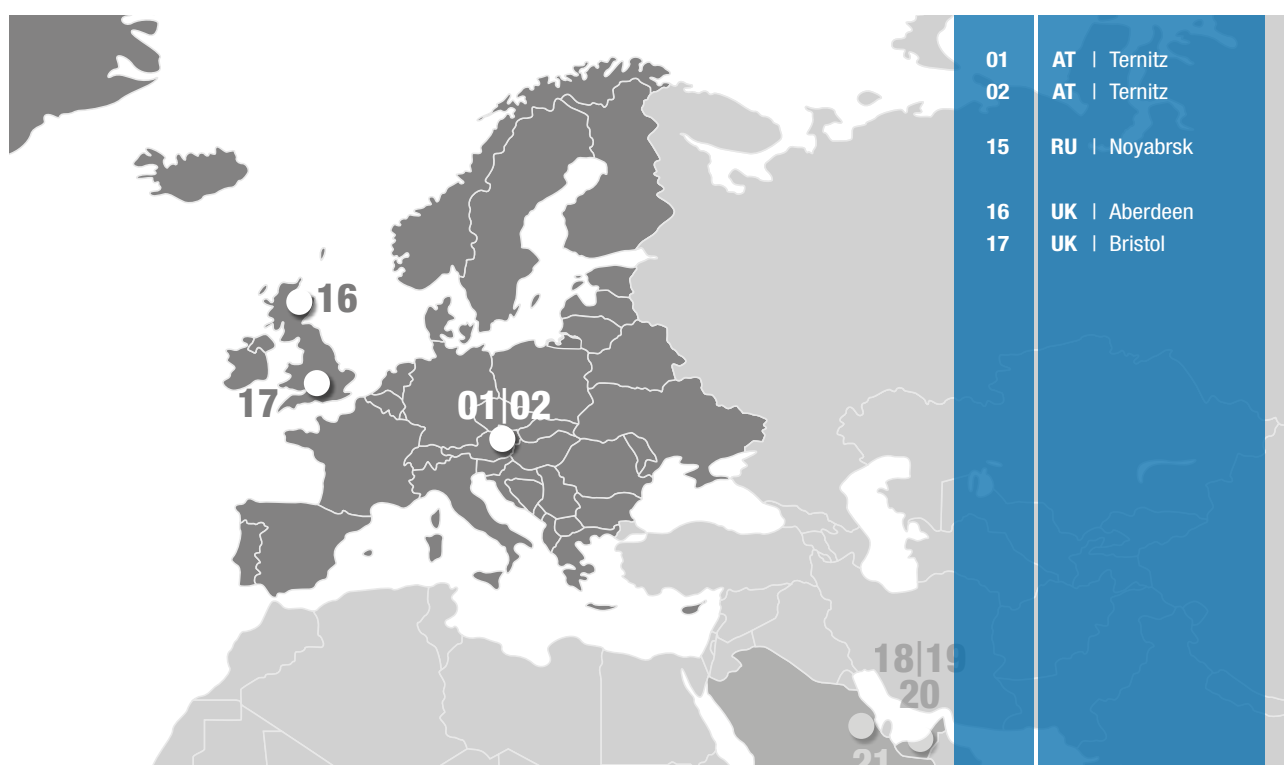 01 AT | Ternitz
02 AT | Ternitz
15 RU | Noyabrsk
16 UK | Aberdeen
17 UK | Bristol
16
17
01|02
18|19
20
21